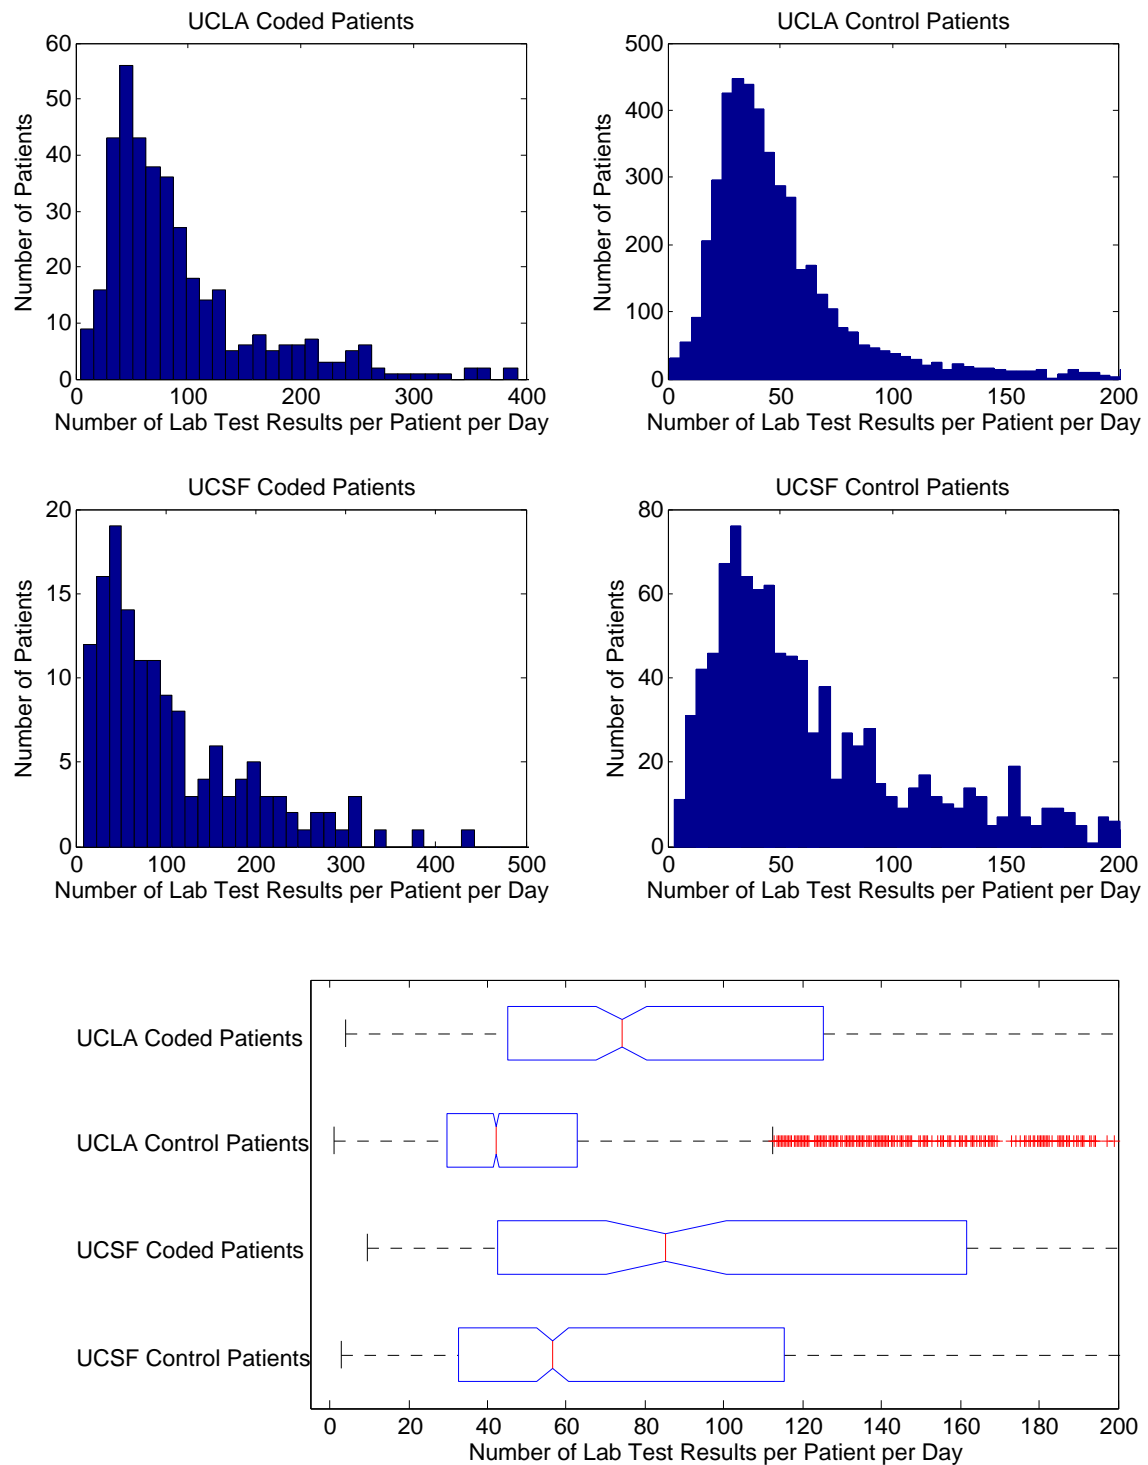 UCLA Coded Patients
60
50
40
30
20
10
0
Number of Patients
0 100 200 300 400
Number of Lab Test Results per Patient per Day
UCLA Control Patients
500
400
300
200
100
0
Number of Patients
0 50 100 150 200
Number of Lab Test Results per Patient per Day
UCSF Coded Patients
20
15
10
5
0
Number of Patients
0 100 200 300 400 500
Number of Lab Test Results per Patient per Day
UCSF Control Patients
80
60
40
20
0
Number of Patients
0 50 100 150 200
Number of Lab Test Results per Patient per Day
UCLA Coded Patients
UCLA Control Patients
UCSF Coded Patients
UCSF Control Patients
0 20 40 60 80 100 120 140 160 180 200
Number of Lab Test Results per Patient per Day